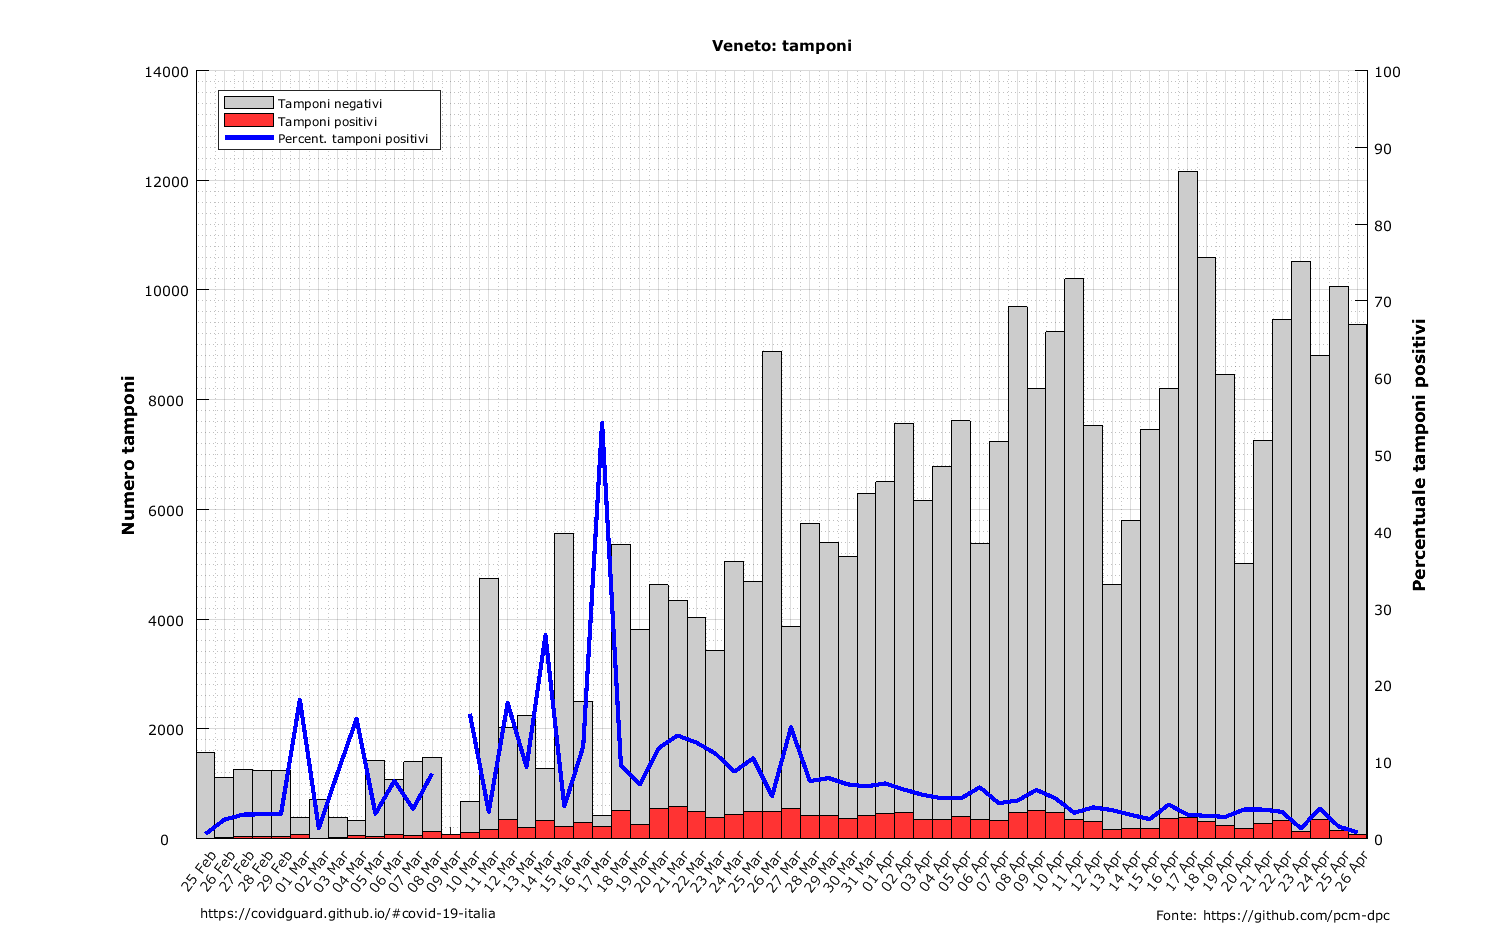 Veneto: tamponi
14000
12000
10000
8000
6000
4000
2000
0
Numero tamponi
Tamponi negativi
Tamponi positivi
Percent. tamponi positivi
100
90
80
70
60
50
40
30
20
10
0
Percentuale tamponi positivi
25 Feb
26 Feb
27 Feb
28 Feb
29 Feb
01 Mar
02 Mar
03 Mar
04 Mar
05 Mar
06 Mar
07 Mar
08 Mar
09 Mar
10 Mar
11 Mar
12 Mar
13 Mar
14 Mar
15 Mar
16 Mar
17 Mar
18 Mar
19 Mar
20 Mar
21 Mar
22 Mar
23 Mar
24 Mar
25 Mar
26 Mar
27 Mar
28 Mar
29 Mar
30 Mar
31 Mar
01 Apr
02 Apr
03 Apr
04 Apr
05 Apr
06 Apr
07 Apr
08 Apr
09 Apr
10 Apr
11 Apr
12 Apr
13 Apr
14 Apr
15 Apr
16 Apr
17 Apr
18 Apr
19 Apr
20 Apr
21 Apr
22 Apr
23 Apr
24 Apr
25 Apr
26 Apr
https://covidguard.github.io/#covid-19-italia
Fonte: https://github.com/pcm-dpc